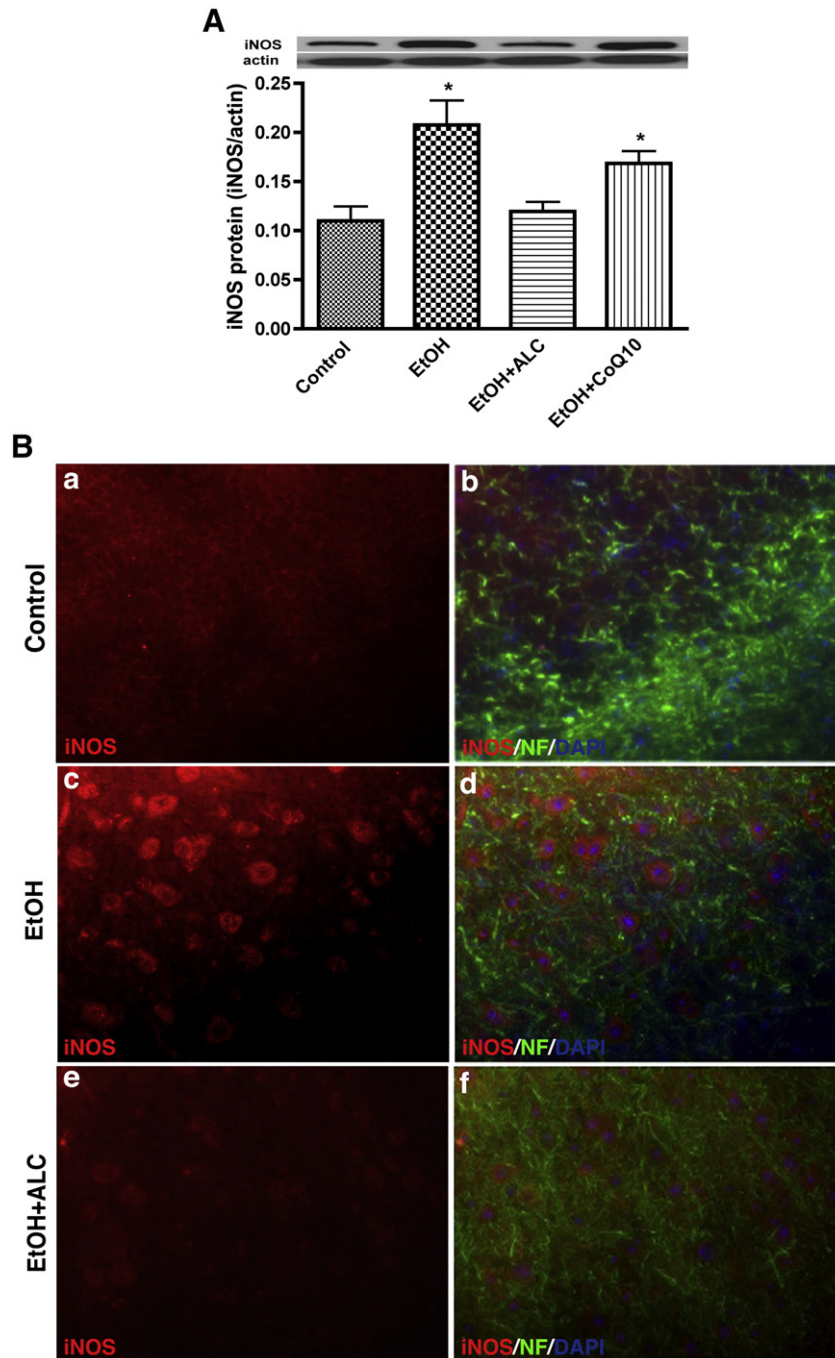 A
iNOS
actin
iNOS protein (iNOS/actin)
0.25
0.20
0.15
0.10
0.05
0.00
*
*
Control
EtOH
EtOH+ALC
EtOH+CoQ10
B
Control
a
iNOS
b
iNOS/NF/DAPI
EtOH
c
iNOS
d
iNOS/NF/DAPI
EtOH+ALC
e
iNOS
f
iNOS/NF/DAPI